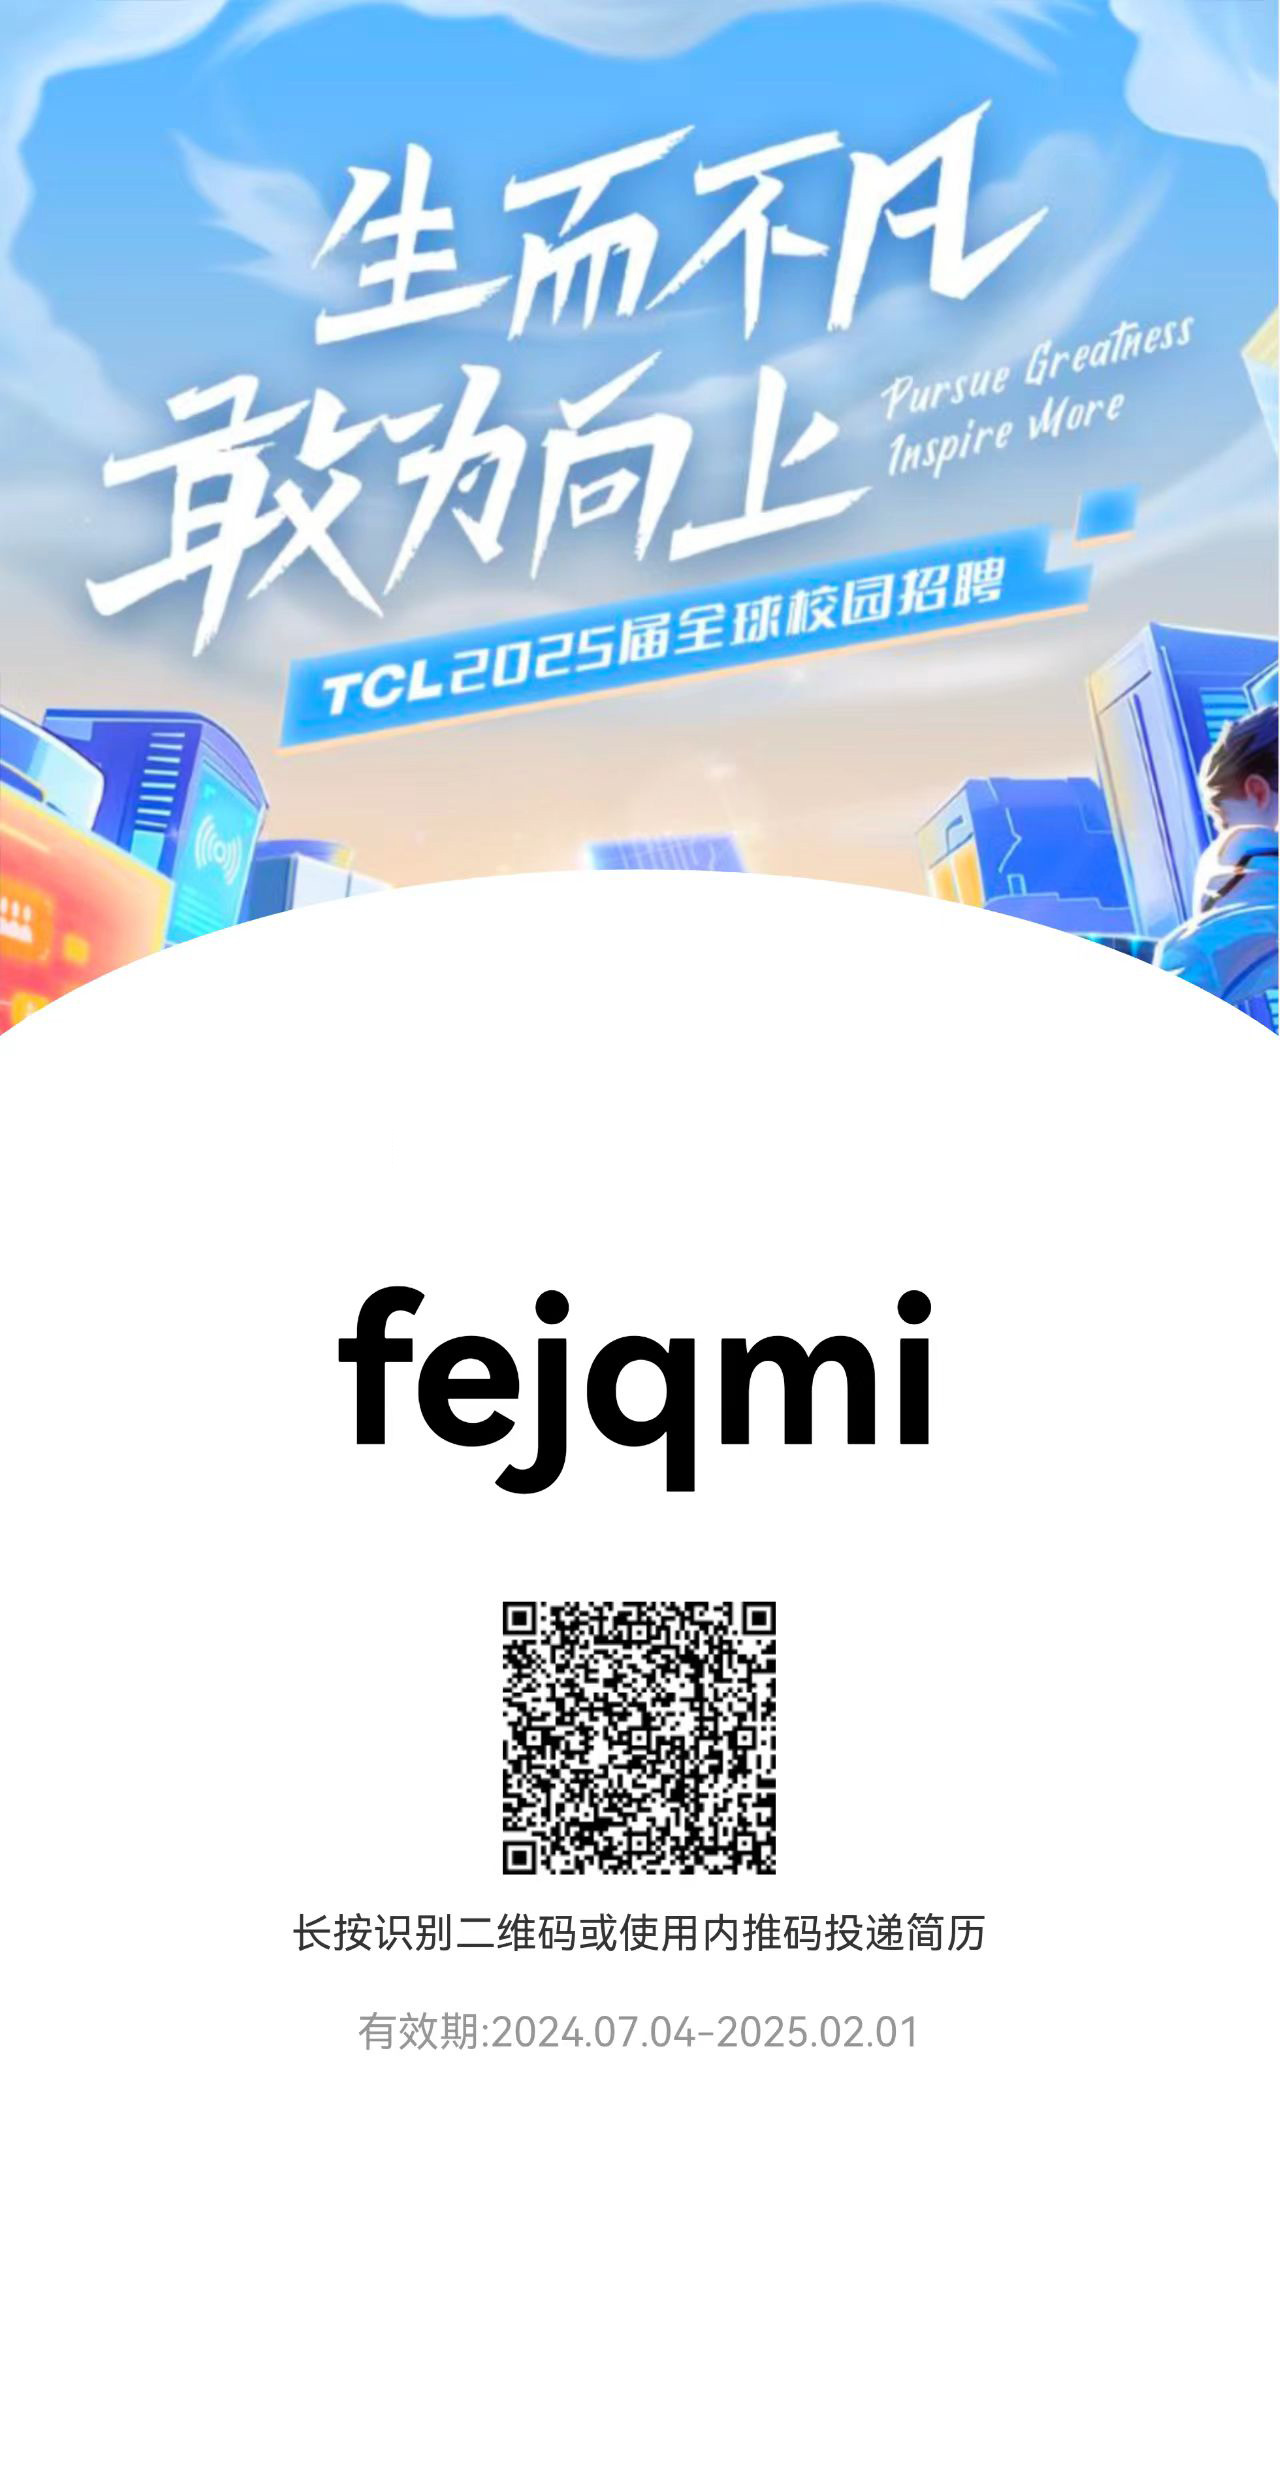 生而不凡
敢为向上
Pursue Greatness
Inspire More
TCL2025届全球校园招聘
fejqmi
长按识别二维码或使用内推码投递简历
有效期:2024.07.04-2025.02.01